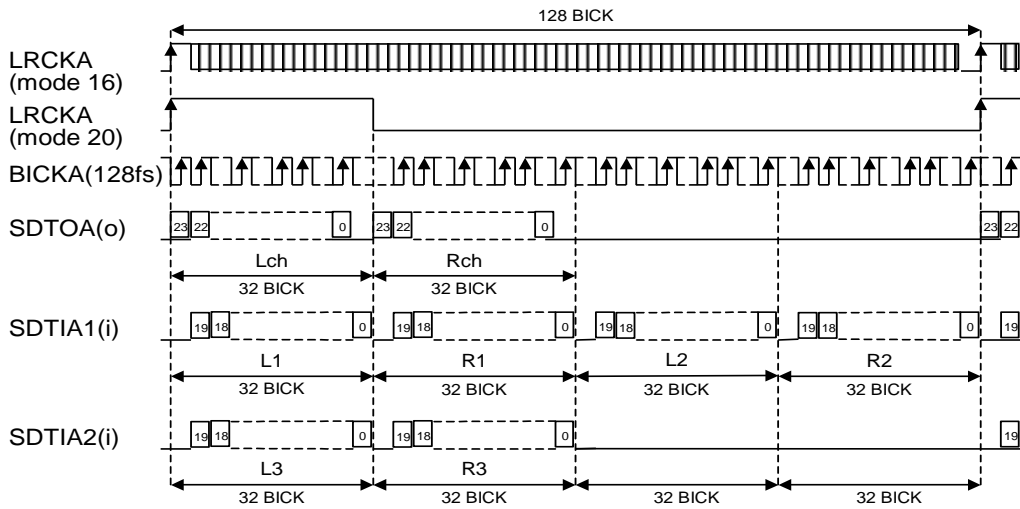 128 BICK
LRCKA
(mode 16)
LRCKA
(mode 20)
BICKA(128fs)
SDTOA(o)
23 22 0 23 22 0 23 22
Lch Rch
32 BICK 32 BICK
SDTIA1(i)
19 18 0 19 18 0 19 18 0 19 18 0 19
L1 R1 L2 R2
32 BICK 32 BICK 32 BICK 32 BICK
SDTIA2(i)
19 18 0 19 18 0 19
L3 R3
32 BICK 32 BICK 32 BICK 32 BICK